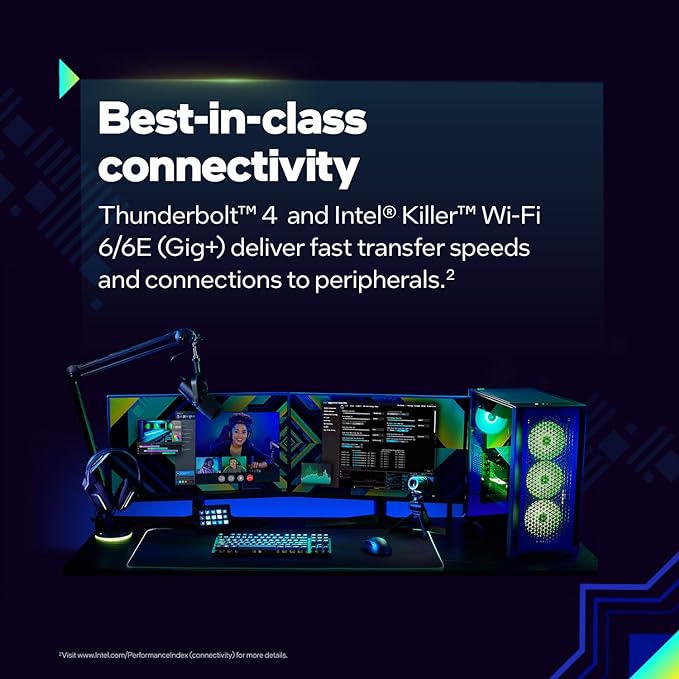 Best-in-class
connectivity
Thunderbolt™ 4 and Intel® Killer™ Wi-Fi
6/6E (Gig+) deliver fast transfer speeds
and connections to peripherals.²
²Visit www.Intel.com/PerformanceIndex (connectivity) for more details.